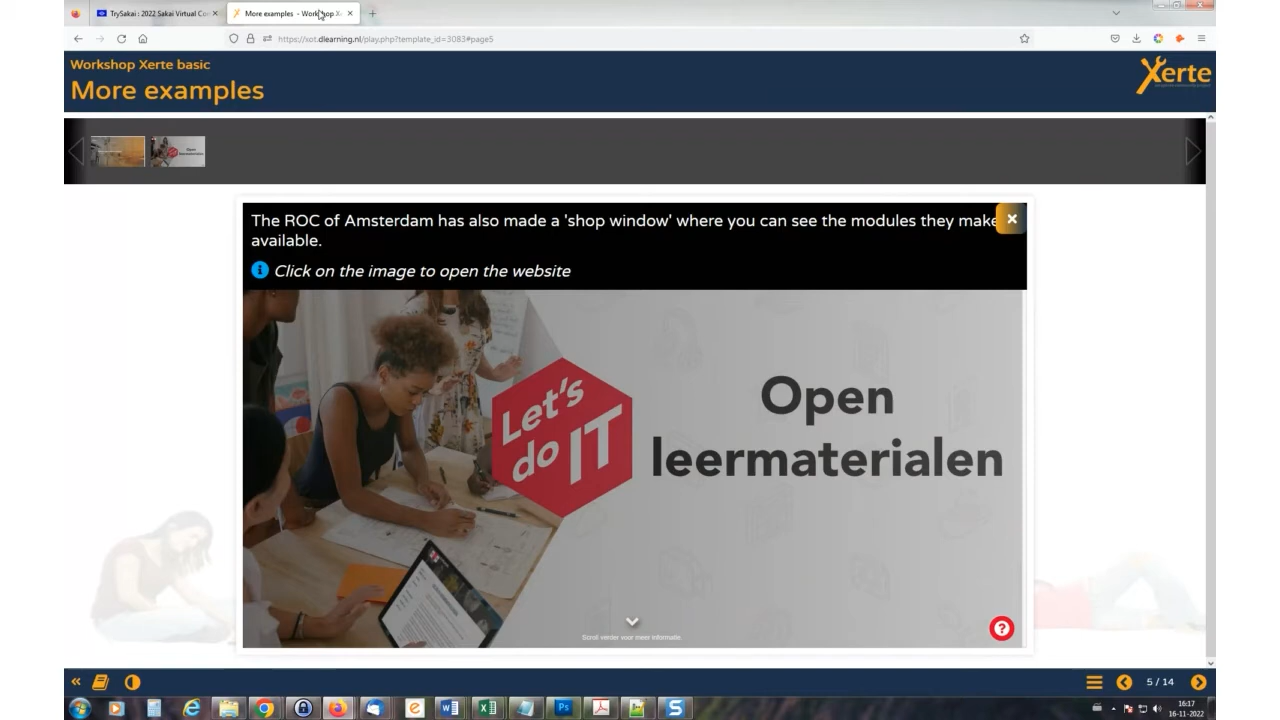 TrySakai : 2022 Sakai Virtual Co
More examples - Workshop X
https://xot.dlearning.nl/play.php?template_id=3083#page5
Workshop Xerte basic
More examples
Xerte
Open
The ROC of Amsterdam has also made a 'shop window' where you can see the modules they make
available.
Click on the image to open the website
Let's
do IT
Open
leermaterialen
Scroll verder voor meer informatie.
5 / 14
16:17
16-11-2022